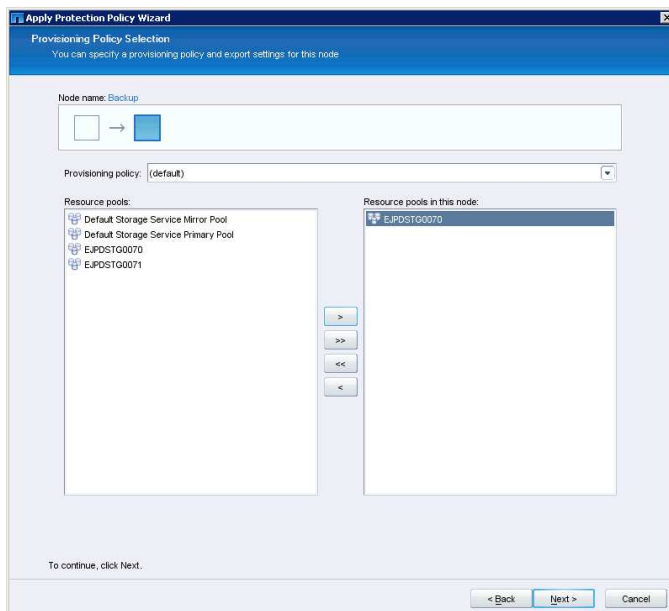 Apply Protection Policy Wizard
Provisioning Policy Selection
You can specify a provisioning policy and export settings for this node
Node name: Backup
Provisioning policy: (default)
Resource pools:
Default Storage Service Mirror Pool
Default Storage Service Primary Pool
EJPDSTG0070
EJPDSTG0071
>
>>
<<
<
Resource pools in this node:
EJPDSTG0070
To continue, click Next.
< Back Next > Cancel